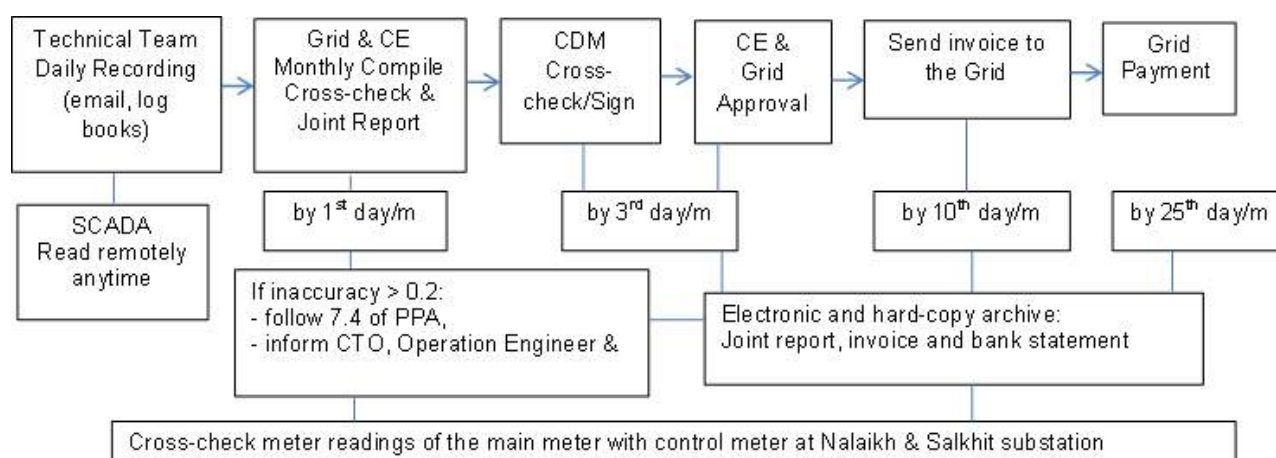 Technical Team
Daily Recording
(email, log
books)
Grid & CE
Monthly Compile
Cross-check &
Joint Report
CDM
Cross-
check/Sign
CE &
Grid
Approval
Send invoice to
the Grid
Grid
Payment
SCADA
Read remotely
anytime
by 1st day/m
by 3rd day/m
by 10th day/m
by 25th day/m
If inaccuracy > 0.2:
- follow 7.4 of PPA,
- inform CTO, Operation Engineer &
Electronic and hard-copy archive:
Joint report, invoice and bank statement
Cross-check meter readings of the main meter with control meter at Nalaikh & Salkhit substation